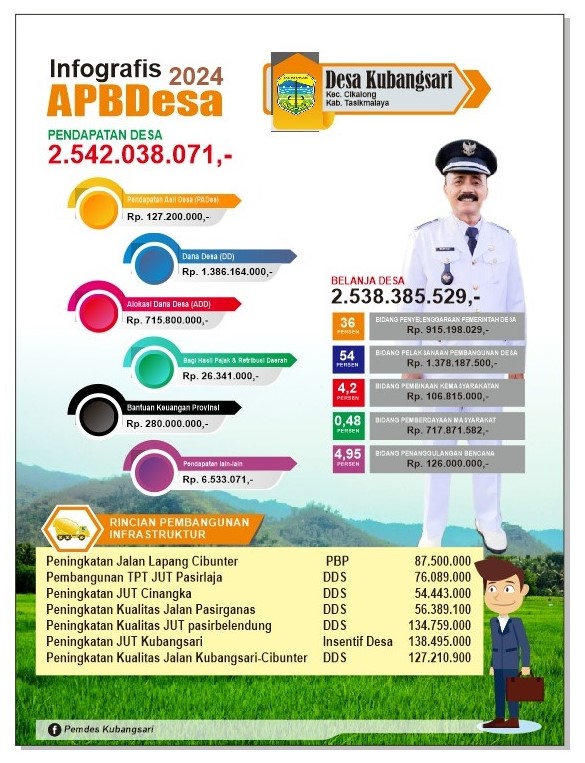 Infografis 2024
APBDesa
Desa Kubangsari
Kec. Cikalong
Kab. Tasikmalaya
PENDAPATAN DESA
2.542.038.071,-
Pendapatan Asli Desa (PADes)
Rp. 127.200.000,-
Dana Desa (DD)
Rp. 1.386.164.000,-
Alokasi Dana Desa (ADD)
Rp. 715.800.000,-
Bagi Hasil Pajak & Retribusi Daerah
Rp. 26.341.000,-
Bantuan Keuangan Provinsi
Rp. 280.000.000,-
Pendapatan lain-lain
Rp. 6.533.071,-
BELANJA DESA
2.538.385.529,-
36 PERSEN
BIDANG PENYELENGGARAAN PEMERINTAH DESA
Rp. 915.198.029,-
54 PERSEN
BIDANG PELAKSANAAN PEMBANGUNAN DESA
Rp. 1.378.187.500,-
4,2 PERSEN
BIDANG PEMBINAAN KEMASYARAKATAN
Rp. 106.815.000,-
0,48 PERSEN
BIDANG PEMBERDAYAAN MASYARAKAT
Rp. 717.871.582,-
4,95 PERSEN
BIDANG PENANGGULANGAN BENCANA
Rp. 126.000.000,-
RINCIAN PEMBANGUNAN
INFRASTRUKTUR
Peningkatan Jalan Lapang Cibunter PBP 87.500.000
Pembangunan TPT JUT Pasirlaja DDS 76.089.000
Peningkatan JUT Cinangka DDS 54.443.000
Peningkatan Kualitas Jalan Pasirganas DDS 56.389.100
Peningkatan Kualitas JUT pasirbelendung DDS 134.759.000
Peningkatan JUT Kubangsari Insentif Desa 138.495.000
Peningkatan Kualitas Jalan Kubangsari-Cibunter DDS 127.210.900
Pemdes Kubangsari